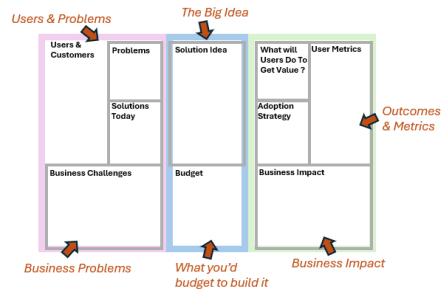 Users & Problems
The Big Idea
Users &
Customers
Problems
Solution Idea
What will
Users Do To
Get Value ?
User Metrics
Solutions
Today
Adoption
Strategy
Outcomes
& Metrics
Business Challenges
Budget
Business Impact
Business Problems
What you'd
budget to build it
Business Impact